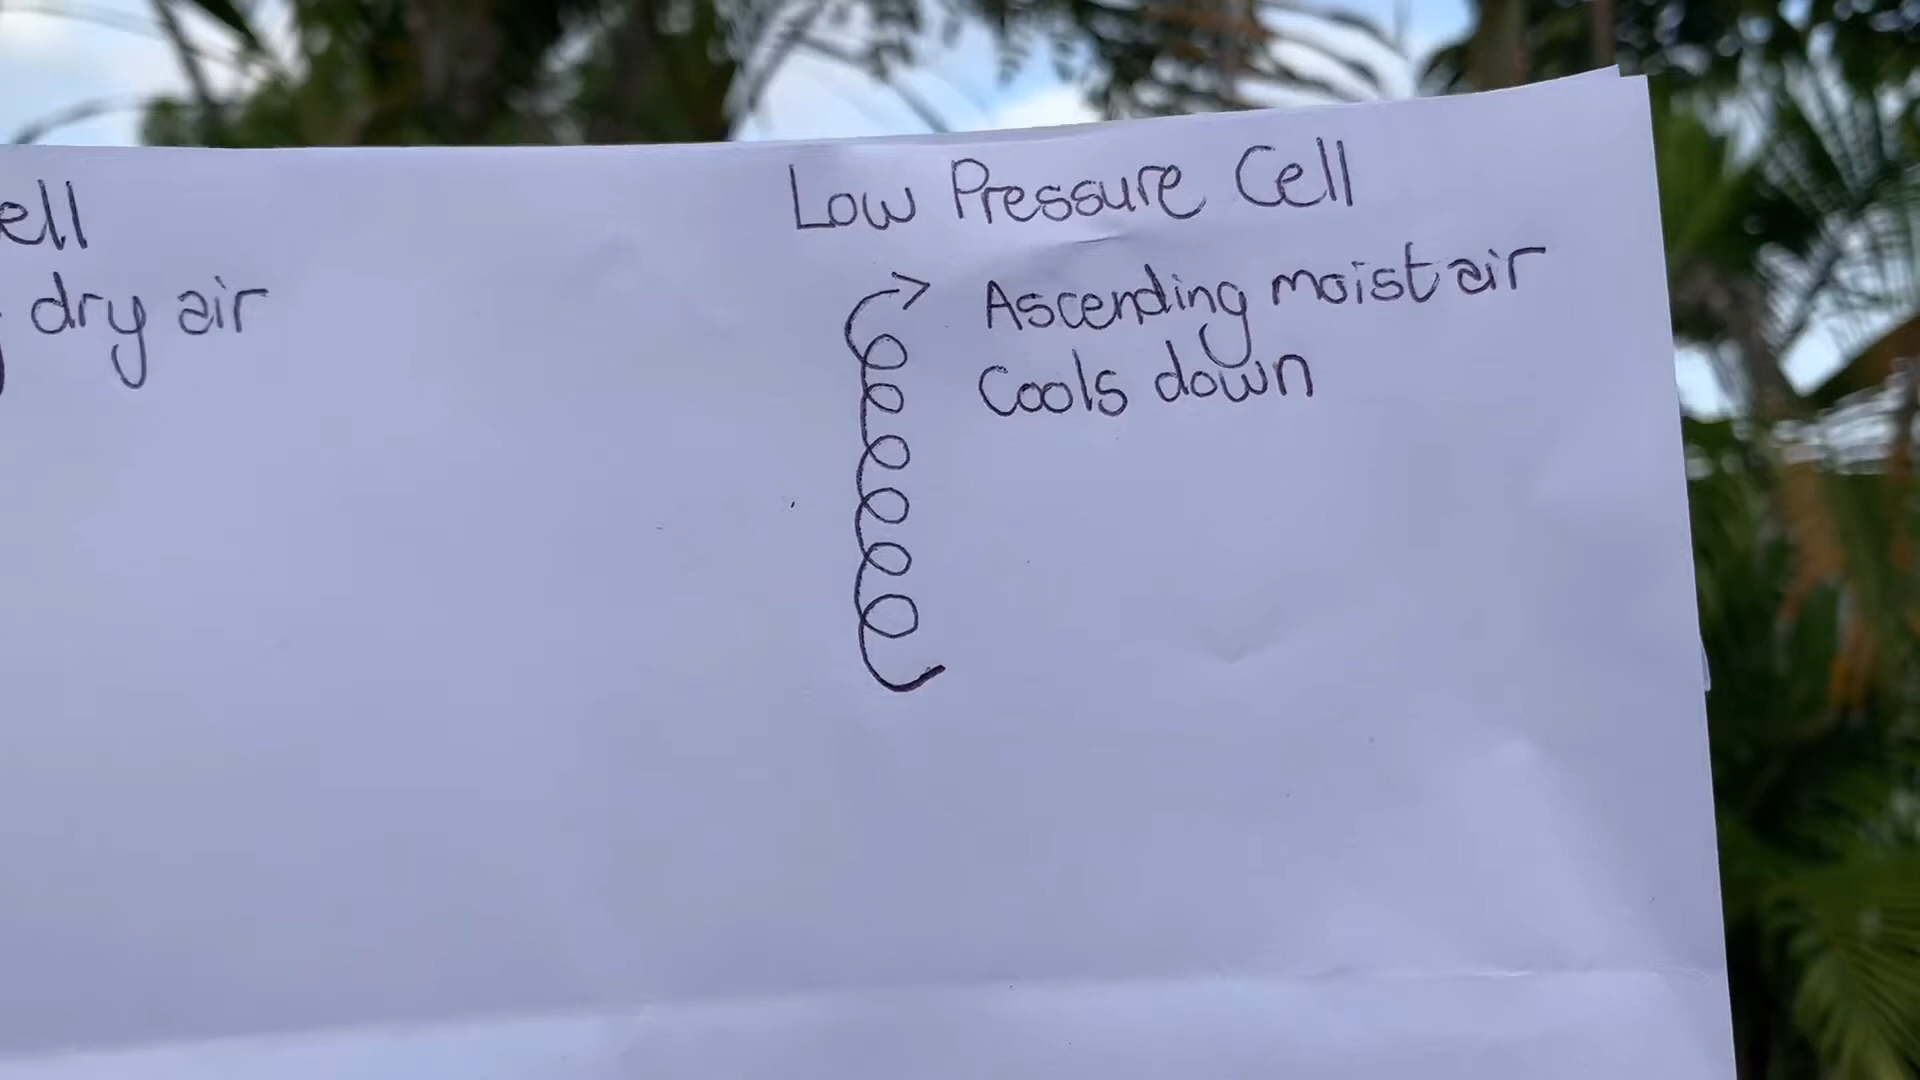 ell
dry air
Low Pressure Cell
Ascending moist air
Cools down